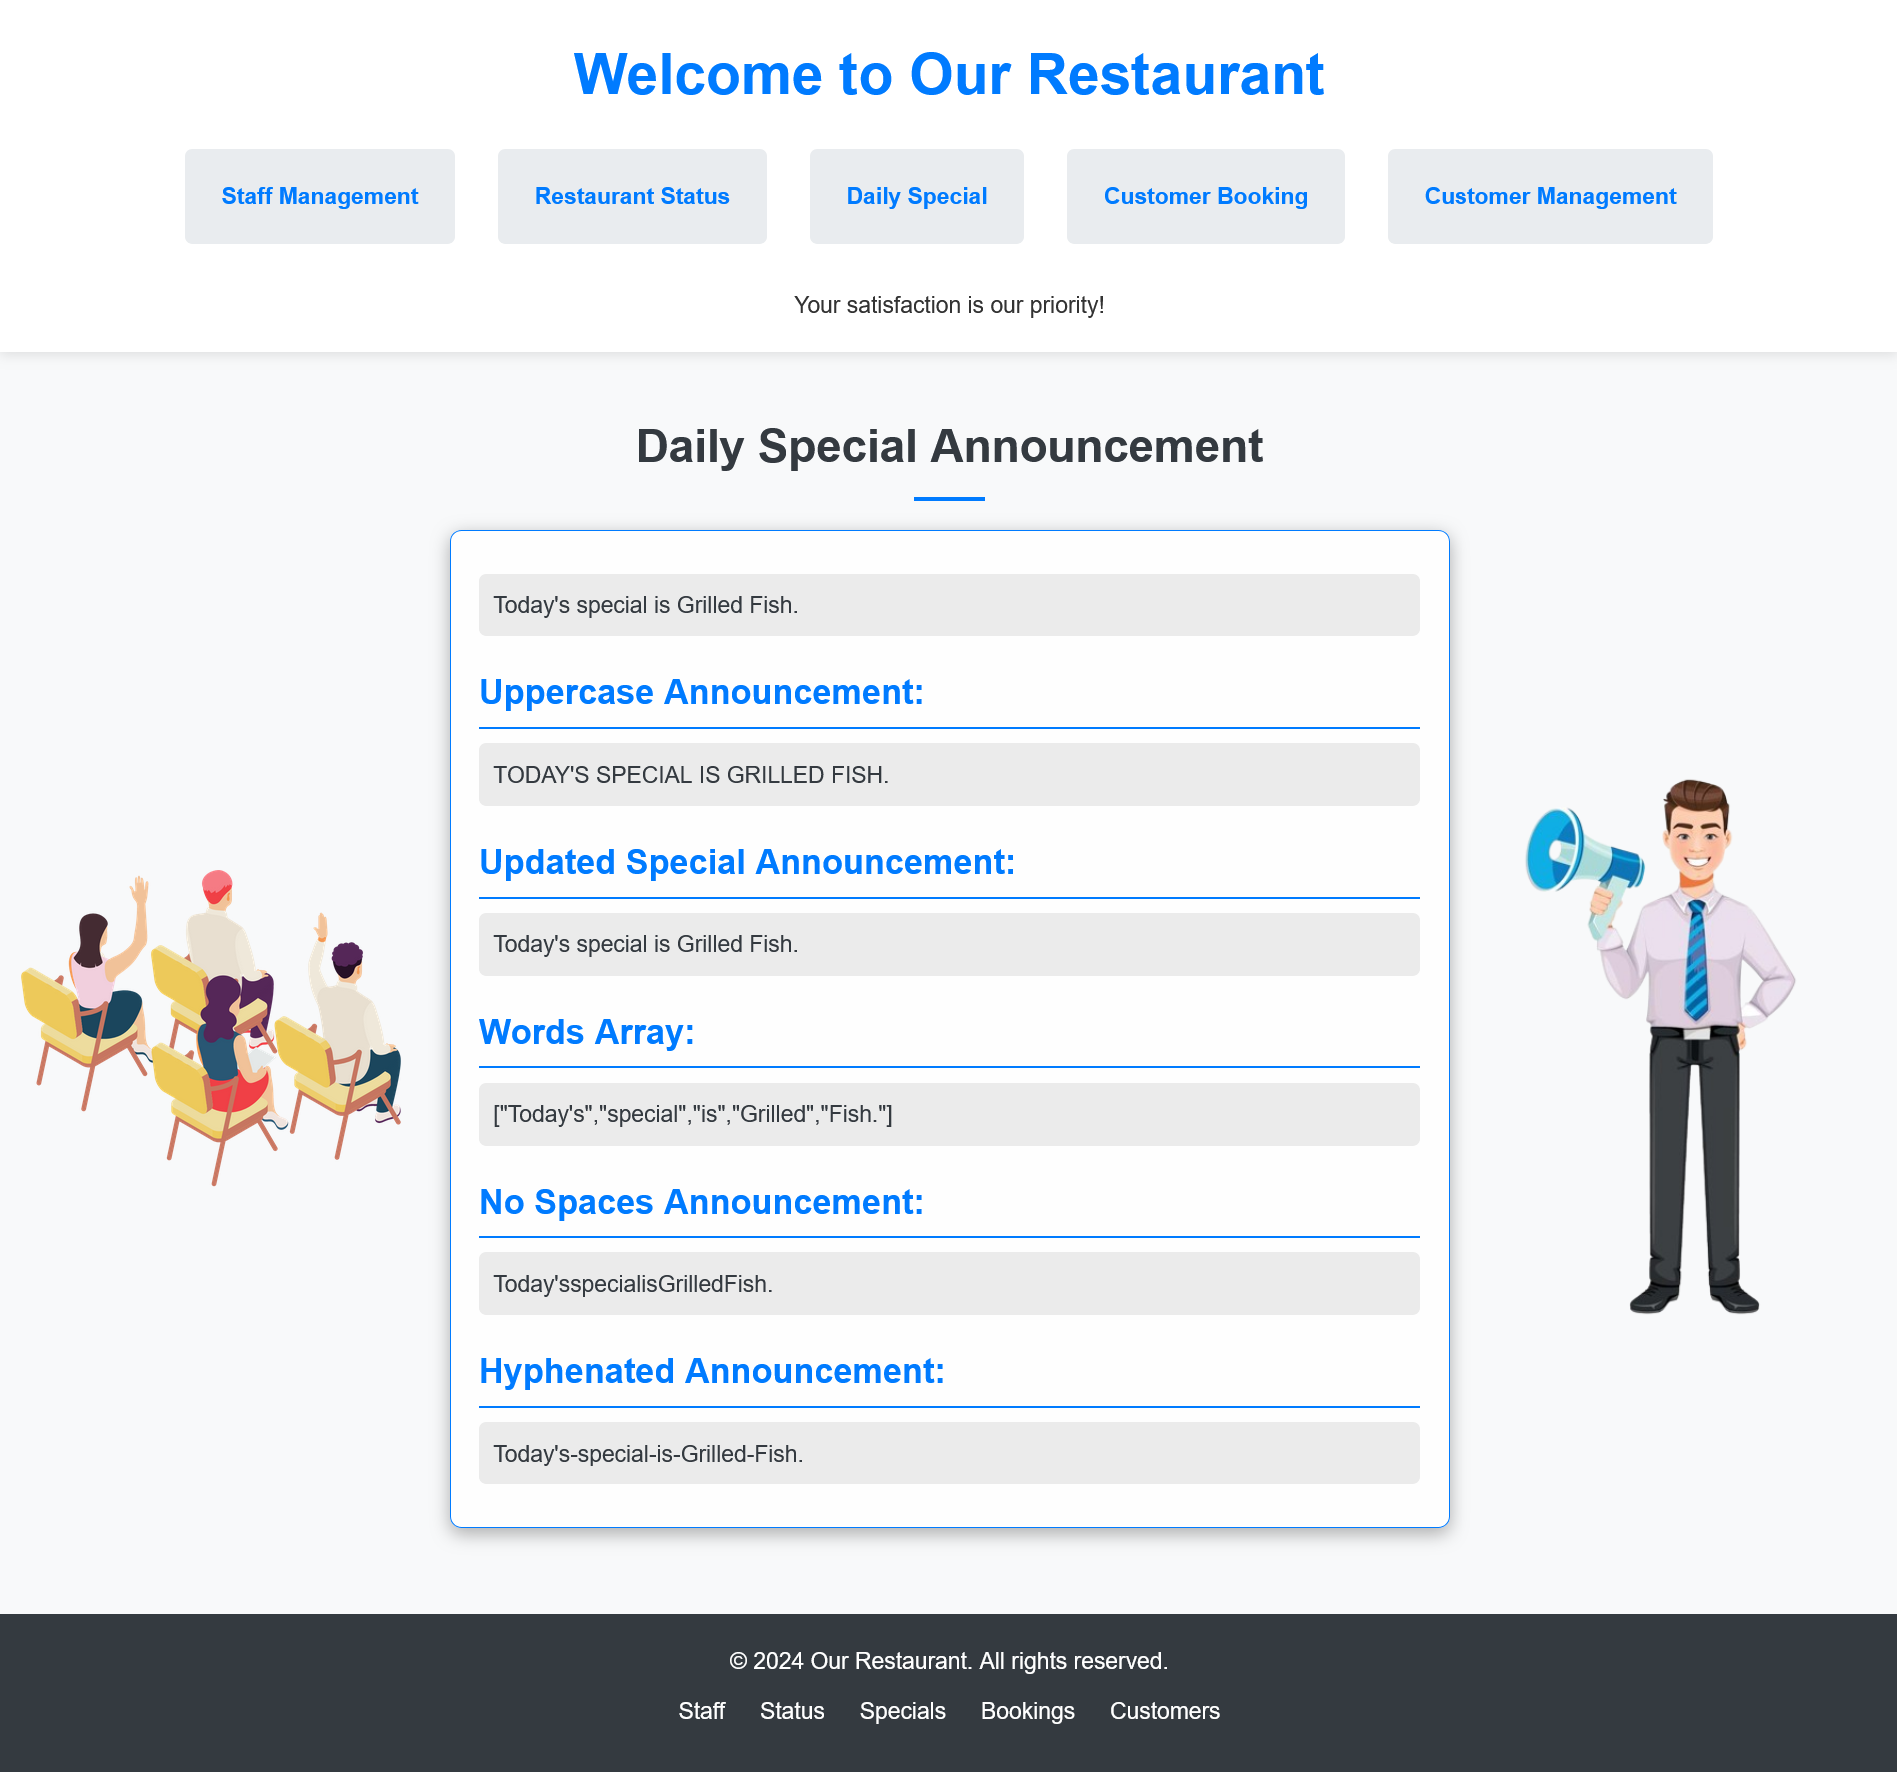 Welcome to Our Restaurant
Staff Management
Restaurant Status
Daily Special
Customer Booking
Customer Management
Your satisfaction is our priority!
Daily Special Announcement
Today's special is Grilled Fish.
Uppercase Announcement:
TODAY'S SPECIAL IS GRILLED FISH.
Updated Special Announcement:
Today's special is Grilled Fish.
Words Array:
["Today's","special","is","Grilled","Fish."]
No Spaces Announcement:
Today'sspecialisGrilledFish.
Hyphenated Announcement:
Today's-special-is-Grilled-Fish.
© 2024 Our Restaurant. All rights reserved.
Staff Status Specials Bookings Customers